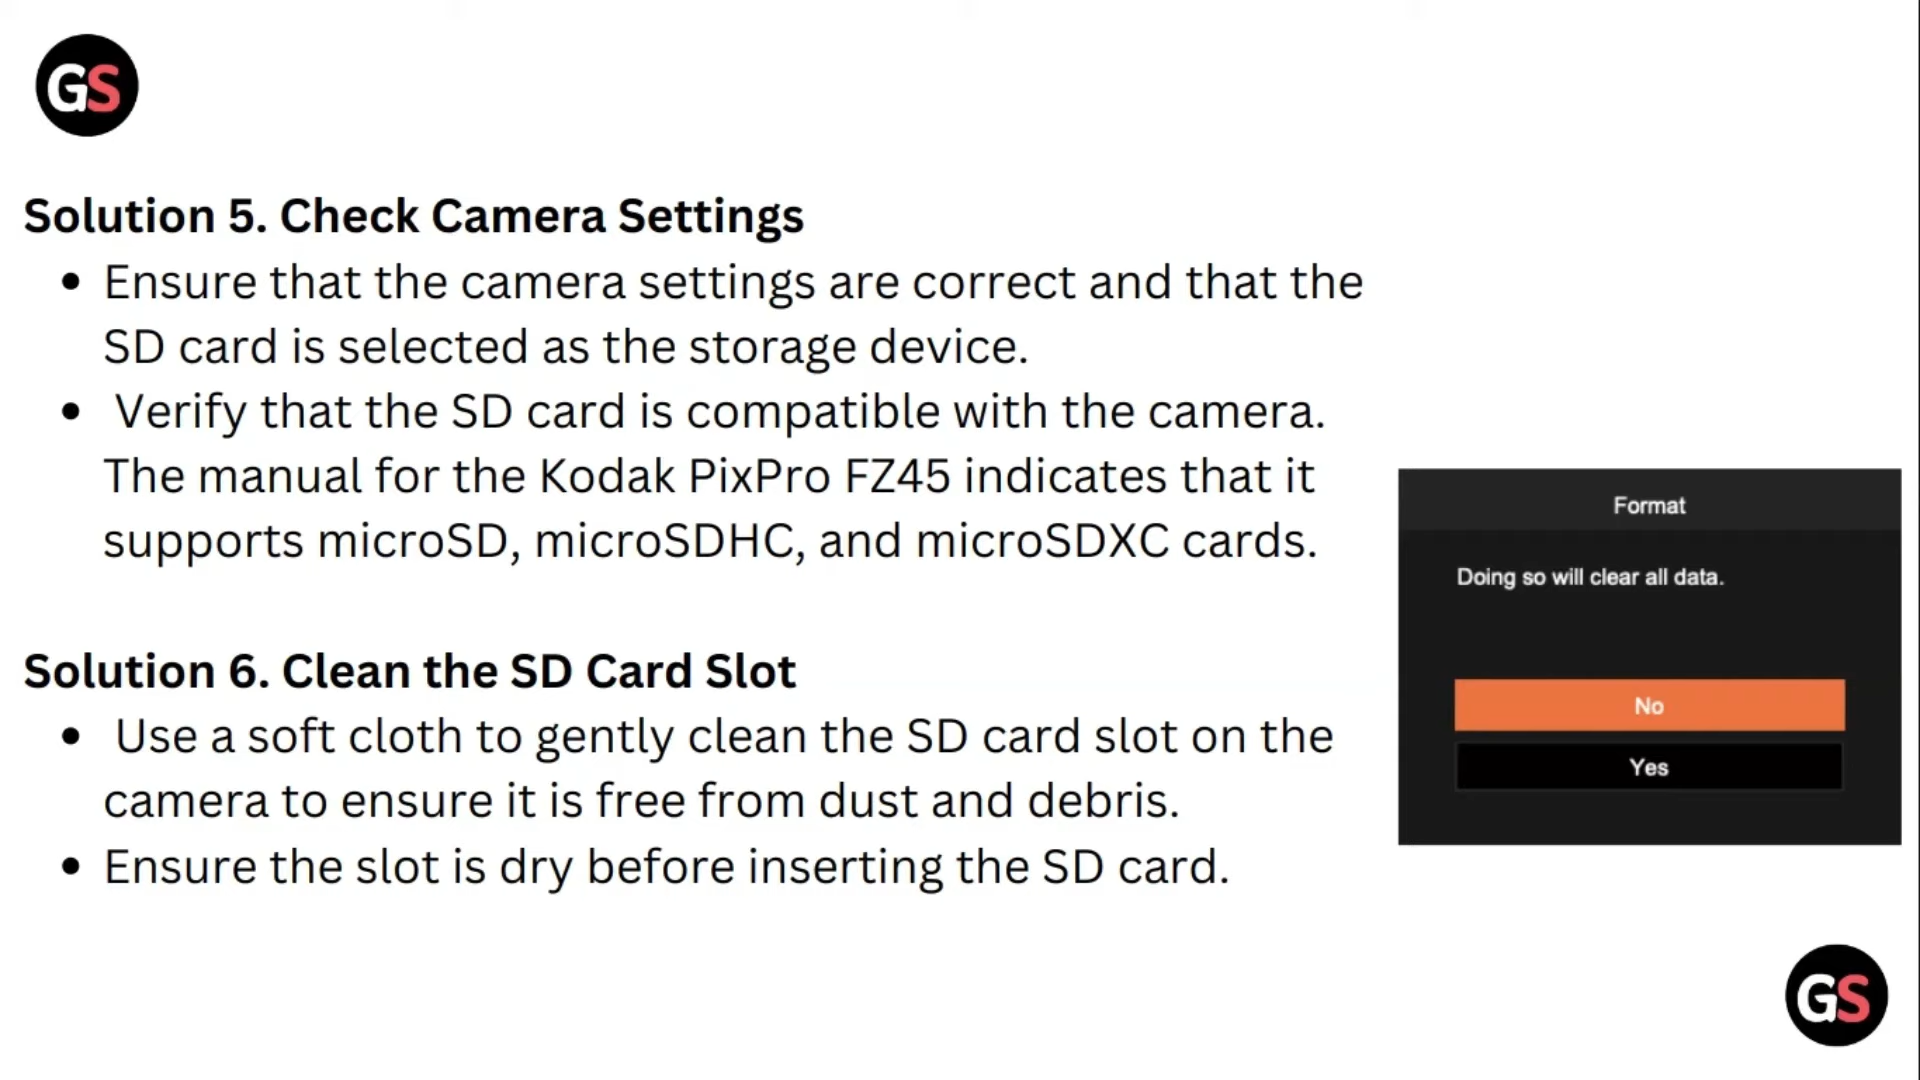 GS
Solution 5. Check Camera Settings
• Ensure that the camera settings are correct and that the
SD card is selected as the storage device.
• Verify that the SD card is compatible with the camera.
The manual for the Kodak PixPro FZ45 indicates that it
supports microSD, microSDHC, and microSDXC cards.
Solution 6. Clean the SD Card Slot
• Use a soft cloth to gently clean the SD card slot on the
camera to ensure it is free from dust and debris.
• Ensure the slot is dry before inserting the SD card.
Format
Doing so will clear all data.
No
Yes
GS